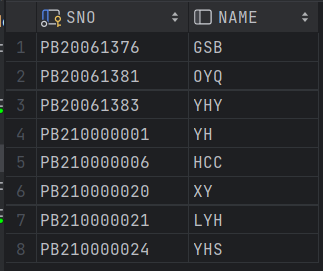 SNO NAME
1 PB20061376 GSB
2 PB20061381 OYQ
3 PB20061383 YHY
4 PB210000001 YH
5 PB210000006 HCC
6 PB210000020 XY
7 PB210000021 LYH
8 PB210000024 YHS